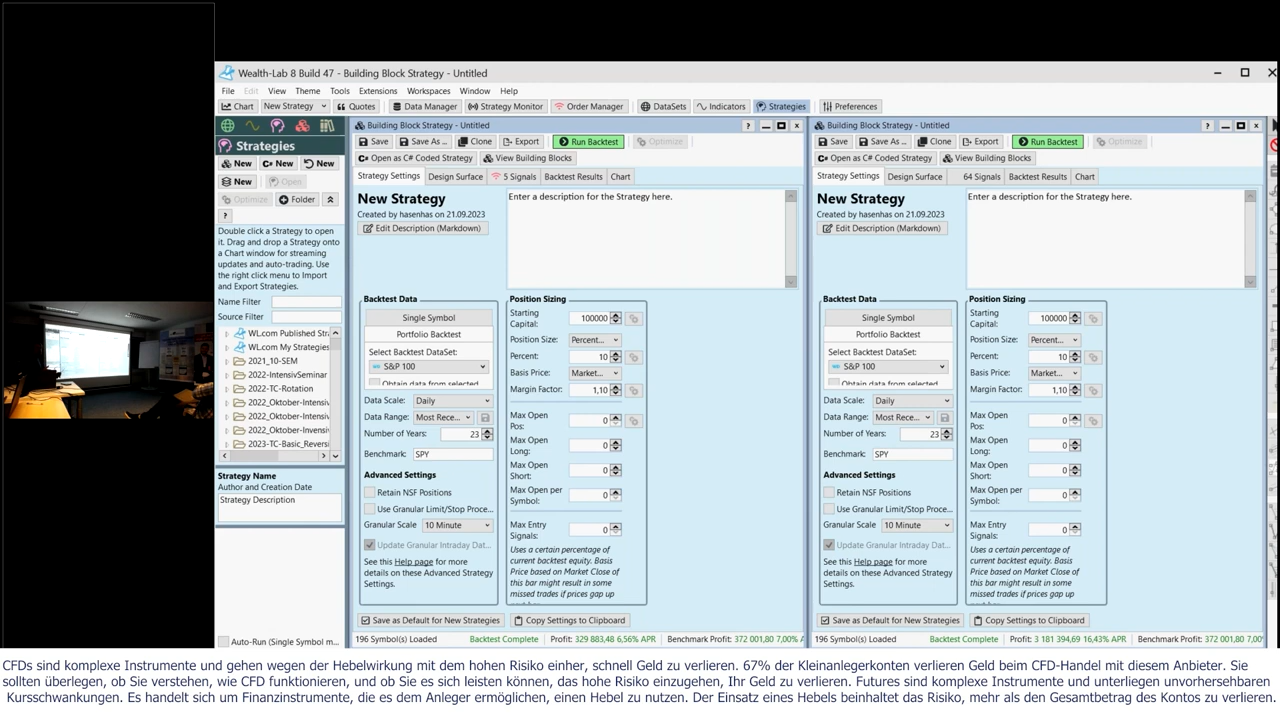 Wealth-Lab 8 Build 47 - Building Block Strategy - Untitled
File Edit View Theme Tools Extensions Workspaces Window Help
Chart New Strategy Quotes Data Manager Strategy Monitor Order Manager DataSets Indicators Strategies Preferences
Strategies
New C# New New
New Open
Optimize Folder
?
Double click a Strategy to open
it. Drag and drop a Strategy onto
a Chart window for streaming
updates and auto-trading. Use
the right click menu to Import
and Export Strategies.
Name Filter
Source Filter
WL.com Published Str
WL.com My Strategies
2021_10-SEM
2022-IntensivSeminar
2022-TC-Rotation
2022_Oktober-Intensiv
2022_Oktober-Intensiv
2022_Oktober-Invensiv
2023-TC-Basic_Reversi
Strategy Name
Author and Creation Date
Strategy Description
Auto-Run (Single Symbol m...
Building Block Strategy - Untitled
Save Save As ... Clone Export Run Backtest Optimize
C# Open as C# Coded Strategy View Building Blocks
Strategy Settings Design Surface 5 Signals Backtest Results Chart
New Strategy
Created by hasenhas on 21.09.2023
Edit Description (Markdown)
Enter a description for the Strategy here.
Backtest Data
Single Symbol
Portfolio Backtest
Select Backtest DataSet:
S&P 100
Obtain data from selected
Data Scale: Daily
Data Range: Most Rece...
Number of Years: 23
Benchmark: SPY
Advanced Settings
Retain NSF Positions
Use Granular Limit/Stop Proce...
Granular Scale 10 Minute
Update Granular Intraday Dat...
See this Help page for more
details on these Advanced Strategy
Settings.
Position Sizing
Starting
Capital: 100000
Position Size: Percent...
Percent: 10
Basis Price: Market...
Margin Factor: 1,10
Max Open
Pos: 0
Max Open
Long: 0
Max Open
Short: 0
Max Open per
Symbol: 0
Max Entry
Signals: 0
Uses a certain percentage of
current backtest equity. Basis
Price based on Market Close of
this bar might result in some
missed trades if prices gap up
Save as Default for New Strategies Copy Settings to Clipboard
196 Symbol(s) Loaded Backtest Complete Profit: 329 883,48 6,56% APR Benchmark Profit: 372 001,80 7,00%
Building Block Strategy - Untitled
Save Save As ... Clone Export Run Backtest Optimize
C# Open as C# Coded Strategy View Building Blocks
Strategy Settings Design Surface 64 Signals Backtest Results Chart
New Strategy
Created by hasenhas on 21.09.2023
Edit Description (Markdown)
Enter a description for the Strategy here.
Backtest Data
Single Symbol
Portfolio Backtest
Select Backtest DataSet:
S&P 100
Obtain data from selected
Data Scale: Daily
Data Range: Most Rece...
Number of Years: 23
Benchmark: SPY
Advanced Settings
Retain NSF Positions
Use Granular Limit/Stop Proce...
Granular Scale 10 Minute
Update Granular Intraday Dat...
See this Help page for more
details on these Advanced Strategy
Settings.
Position Sizing
Starting
Capital: 100000
Position Size: Percent...
Percent: 10
Basis Price: Market...
Margin Factor: 1,10
Max Open
Pos: 0
Max Open
Long: 0
Max Open
Short: 0
Max Open per
Symbol: 0
Max Entry
Signals: 0
Uses a certain percentage of
current backtest equity. Basis
Price based on Market Close of
this bar might result in some
missed trades if prices gap up
Save as Default for New Strategies Copy Settings to Clipboard
196 Symbol(s) Loaded Backtest Complete Profit: 3 181 394,69 16,43% APR Benchmark Profit: 372 001,80 7,00
CFDs sind komplexe Instrumente und gehen wegen der Hebelwirkung mit dem hohen Risiko einher, schnell Geld zu verlieren. 67% der Kleinanlegerkonten verlieren Geld beim CFD-Handel mit diesem Anbieter. Sie
sollten überlegen, ob Sie verstehen, wie CFD funktionieren, und ob Sie es sich leisten können, das hohe Risiko einzugehen, Ihr Geld zu verlieren. Futures sind komplexe Instrumente und unterliegen unvorhersehbaren
Kursschwankungen. Es handelt sich um Finanzinstrumente, die es dem Anleger ermöglichen, einen Hebel zu nutzen. Der Einsatz eines Hebels beinhaltet das Risiko, mehr als den Gesamtbetrag des Kontos zu verlieren.